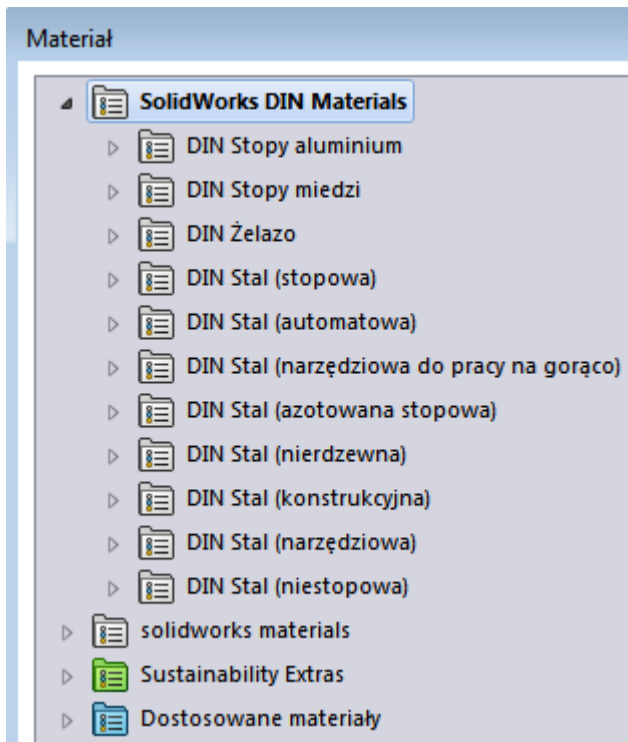 Materiał
SolidWorks DIN Materials
DIN Stopy aluminium
DIN Stopy miedzi
DIN Żelazo
DIN Stal (stopowa)
DIN Stal (automatowa)
DIN Stal (narzędziowa do pracy na gorąco)
DIN Stal (azotowana stopowa)
DIN Stal (nierdzewna)
DIN Stal (konstrukcyjna)
DIN Stal (narzędziowa)
DIN Stal (niestopowa)
solidworks materials
Sustainability Extras
Dostosowane materiały